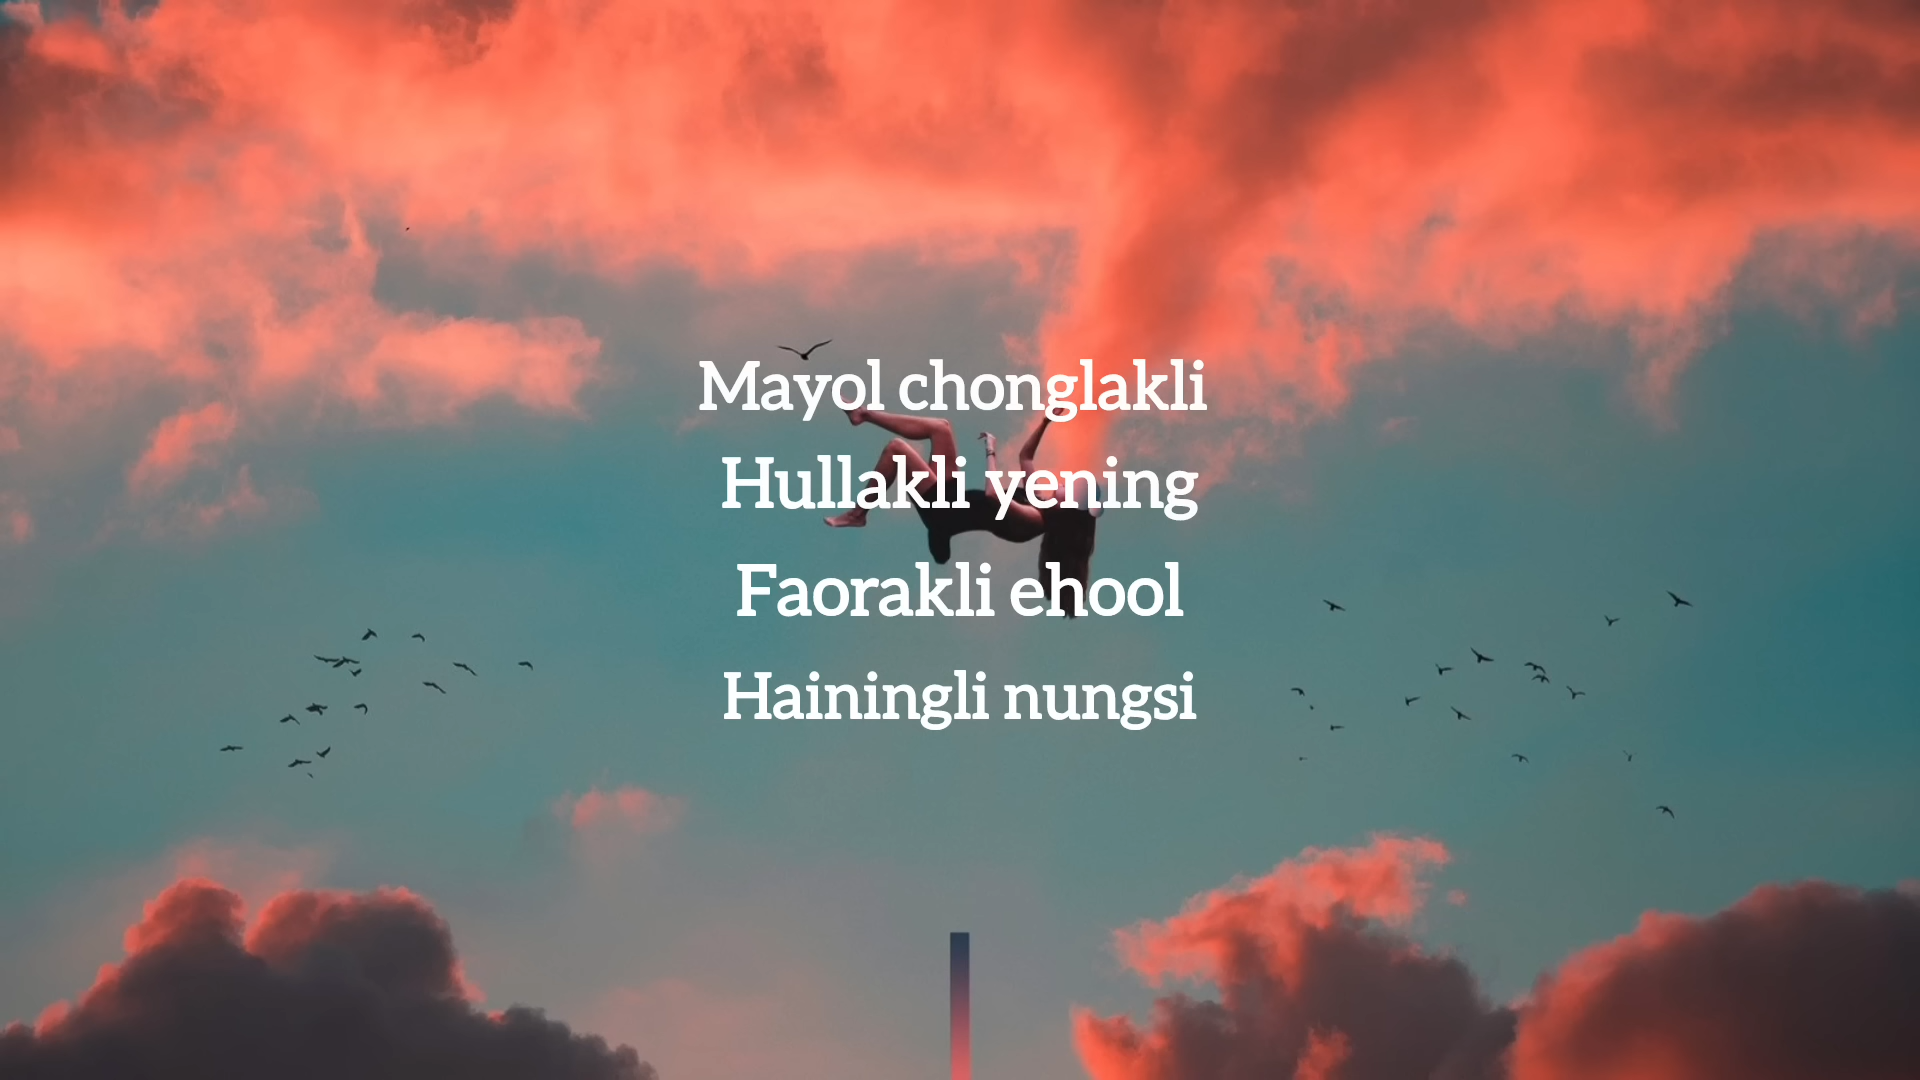 Mayol chonglakli
Hullakli yening
Faorakli ehool
Hainingli nungsi